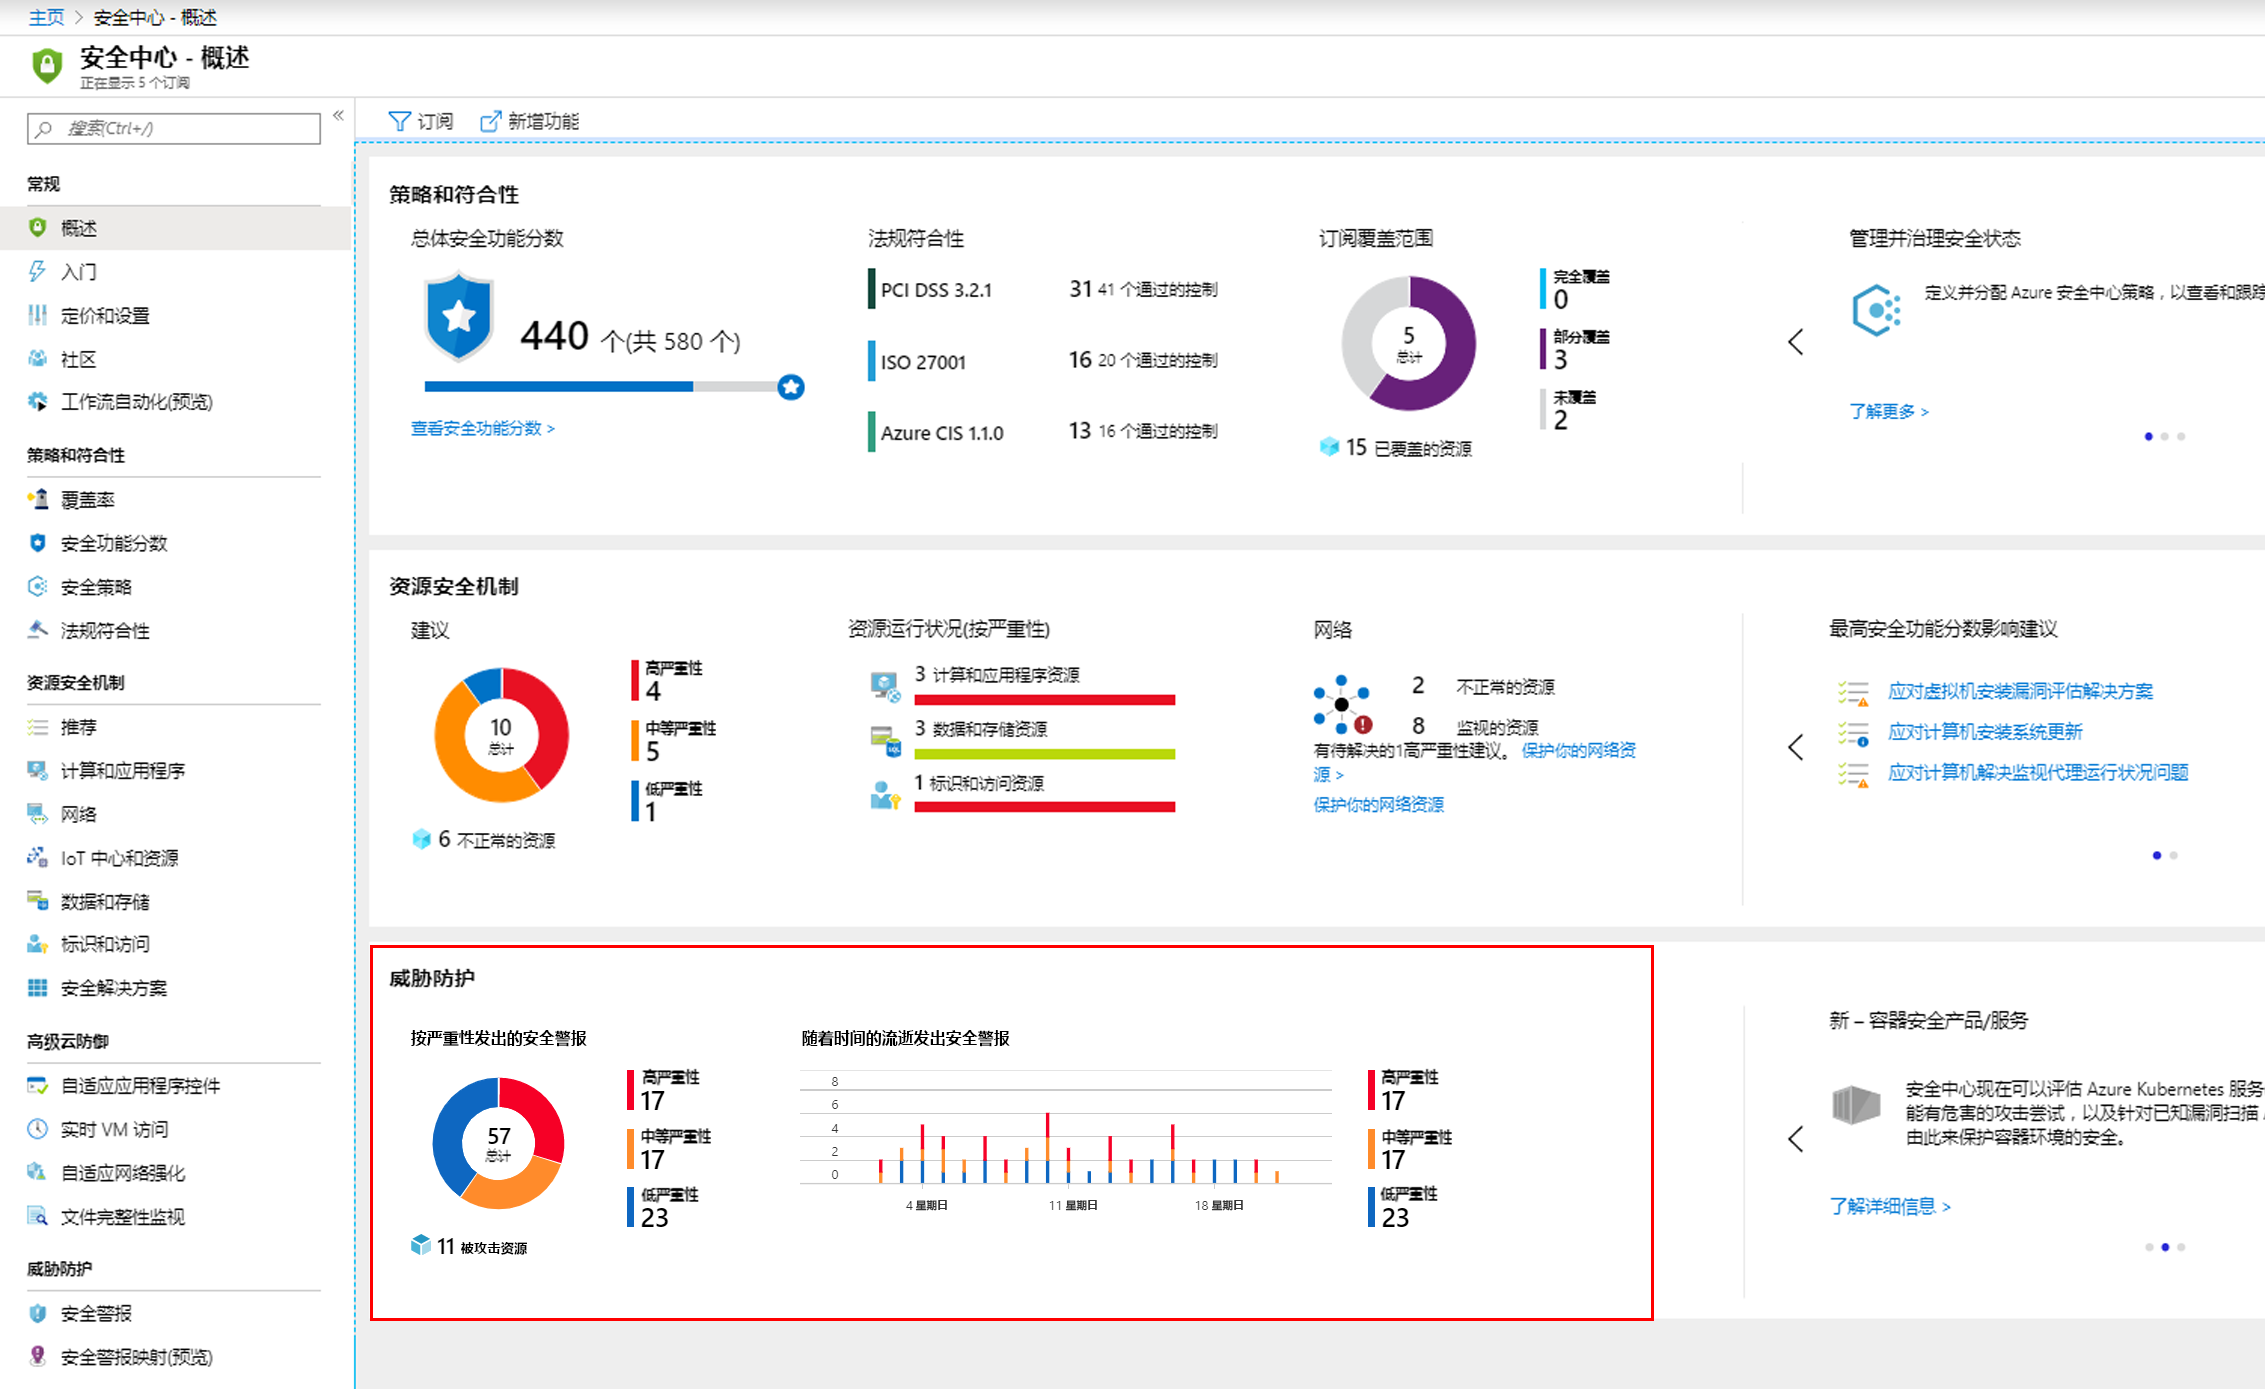 主页 > 安全中心 - 概述
安全中心 - 概述
正在显示 5 个订阅
搜索(Ctrl+/)
«
常规
概述
入门
定价和设置
社区
工作流自动化(预览)
策略和符合性
覆盖率
安全功能分数
安全策略
法规符合性
资源安全机制
推荐
计算和应用程序
网络
IoT 中心和资源
数据和存储
标识和访问
安全解决方案
高级云防御
自适应应用程序控件
实时 VM 访问
自适应网络强化
文件完整性监视
威胁防护
安全警报
安全警报映射(预览)
订阅 新增功能
策略和符合性
总体安全功能分数
440 个(共 580 个)
查看安全功能分数 >
法规符合性
PCI DSS 3.2.1 31 41 个通过的控制
ISO 27001 16 20 个通过的控制
Azure CIS 1.1.0 13 16 个通过的控制
订阅覆盖范围
5
总计
完全覆盖
0
部分覆盖
3
未覆盖
2
15 已覆盖的资源
管理并治理安全状态
定义并分配 Azure 安全中心策略，以查看和跟踪
了解更多 >
资源安全机制
建议
10
总计
高严重性
4
中等严重性
5
低严重性
1
6 不正常的资源
资源运行状况(按严重性)
3 计算和应用程序资源
3 数据和存储资源
1 标识和访问资源
网络
2 不正常的资源
8 监视的资源
有待解决的1高严重性建议。 保护你的网络资
源 >
保护你的网络资源
最高安全功能分数影响建议
应对虚拟机安装漏洞评估解决方案
应对计算机安装系统更新
应对计算机解决监视代理运行状况问题
威胁防护
按严重性发出的安全警报
57
总计
高严重性
17
中等严重性
17
低严重性
23
11 被攻击资源
随着时间的流逝发出安全警报
8
6
4
2
0
4 星期日 11 星期日 18 星期日
高严重性
17
中等严重性
17
低严重性
23
新 – 容器安全产品/服务
安全中心现在可以评估 Azure Kubernetes 服务
能有危害的攻击尝试，以及针对已知漏洞扫描
由此来保护容器环境的安全。
了解详细信息 >